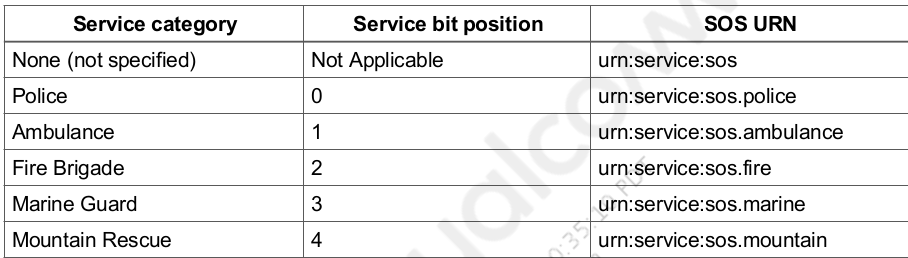 Service category Service bit position SOS URN
None (not specified) Not Applicable urn:service:sos
Police 0 urn:service:sos.police
Ambulance 1 urn:service:sos.ambulance
Fire Brigade 2 urn:service:sos.fire
Marine Guard 3 urn:service:sos.marine
Mountain Rescue 4 urn:service:sos.mountain